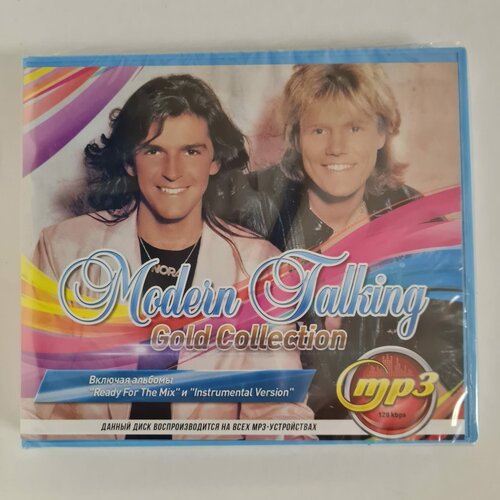 NORA
Modern Talking
Gold Collection
Включая альбомы
"Ready For The Mix" и "Instrumental Version"
mp3
128 kbps
ДАННЫЙ ДИСК ВОСПРОИЗВОДИТСЯ НА ВСЕХ MP3-УСТРОЙСТВАХ